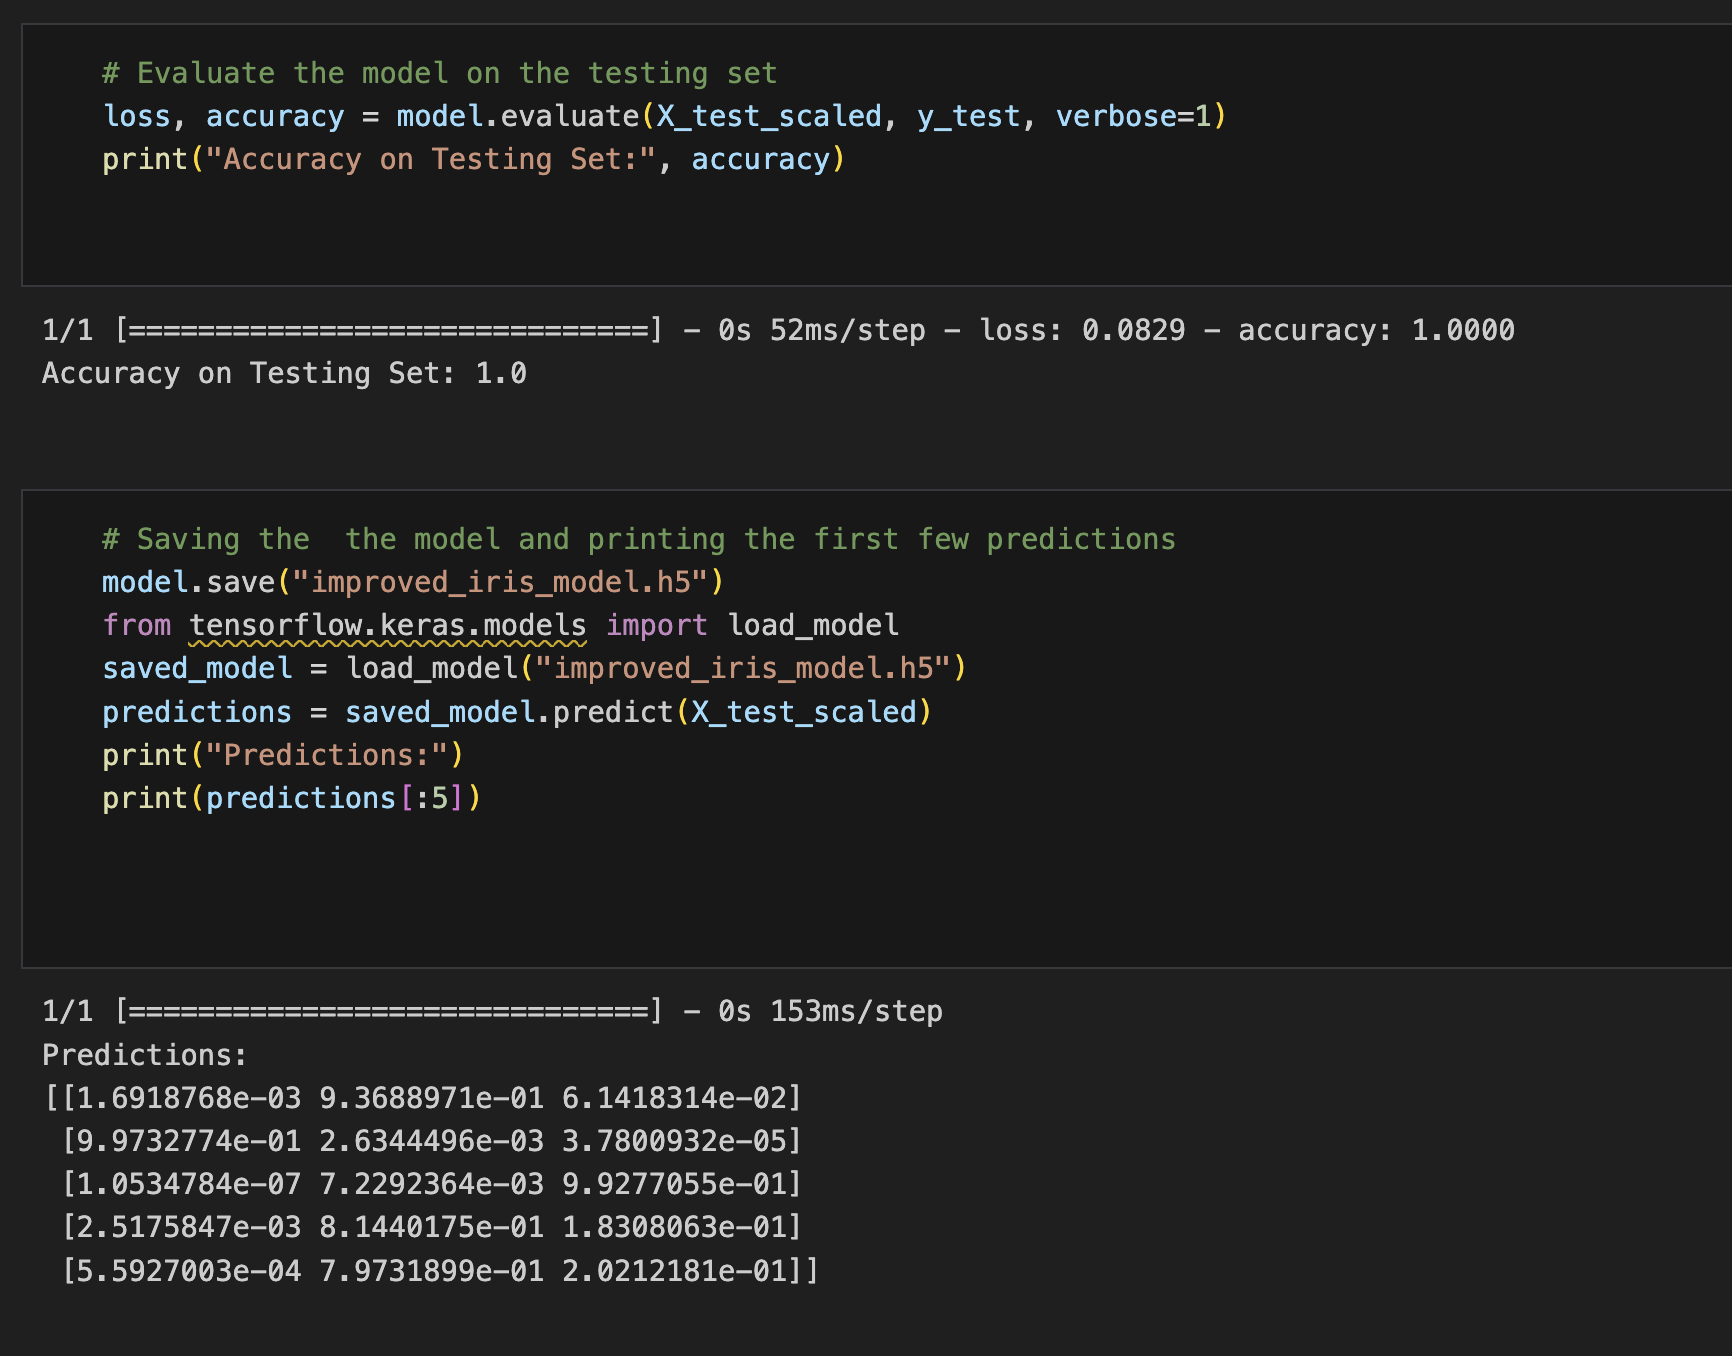 # Evaluate the model on the testing set
loss, accuracy = model.evaluate(X_test_scaled, y_test, verbose=1)
print("Accuracy on Testing Set:", accuracy)
1/1 [==============================] - 0s 52ms/step - loss: 0.0829 - accuracy: 1.0000
Accuracy on Testing Set: 1.0
# Saving the  the model and printing the first few predictions
model.save("improved_iris_model.h5")
from tensorflow.keras.models import load_model
saved_model = load_model("improved_iris_model.h5")
predictions = saved_model.predict(X_test_scaled)
print("Predictions:")
print(predictions[:5])
1/1 [==============================] - 0s 153ms/step
Predictions:
[[1.6918768e-03 9.3688971e-01 6.1418314e-02]
 [9.9732774e-01 2.6344496e-03 3.7800932e-05]
 [1.0534784e-07 7.2292364e-03 9.9277055e-01]
 [2.5175847e-03 8.1440175e-01 1.8308063e-01]
 [5.5927003e-04 7.9731899e-01 2.0212181e-01]]